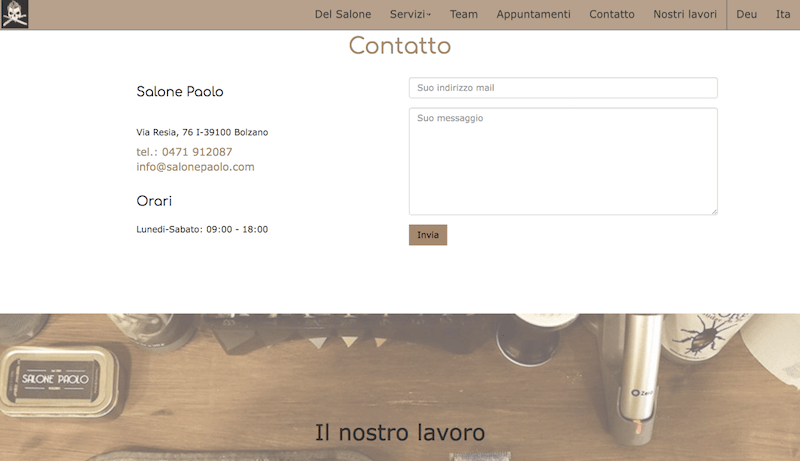 Del Salone Servizi Team Appuntamenti Contatto Nostri lavori Deu Ita
Contatto
Salone Paolo
Via Resia, 76 I-39100 Bolzano
tel.: 0471 912087
info@salonepaolo.com
Orari
Lunedi-Sabato: 09:00 - 18:00
Suo indirizzo mail
Suo messaggio
Invia
SALONE PAOLO
Il nostro lavoro